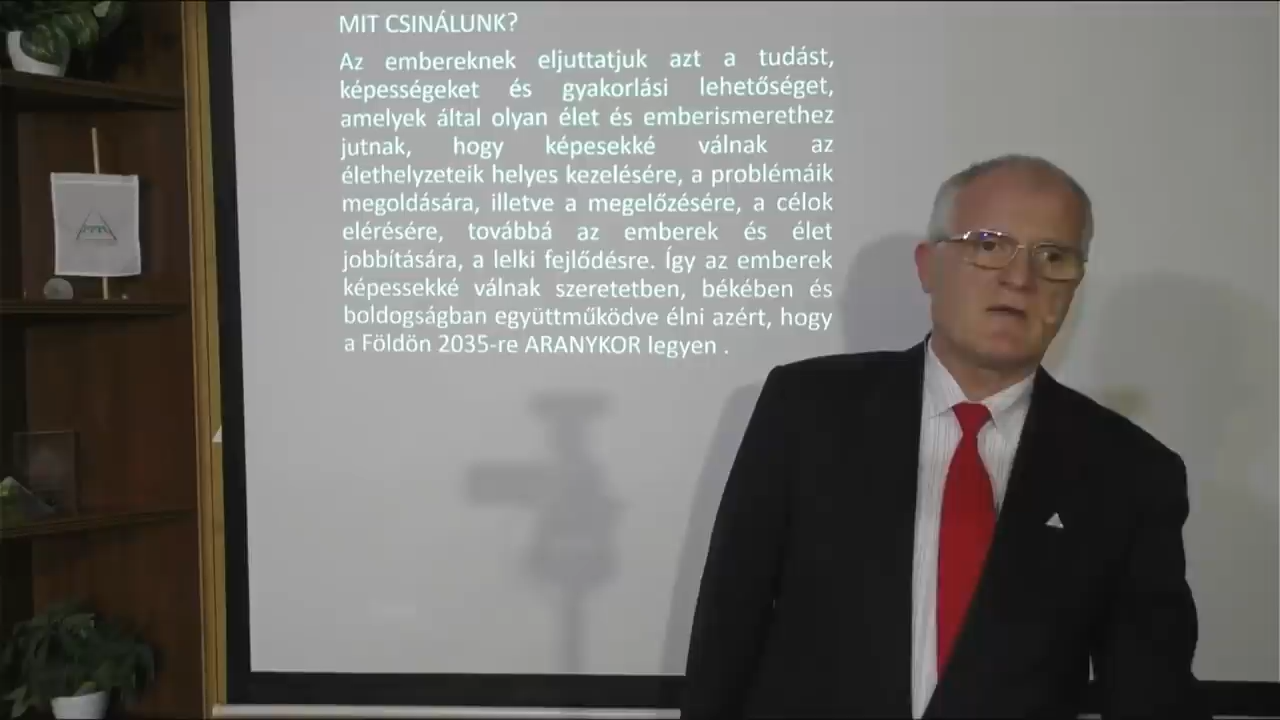 MIT CSINÁLUNK?
Az embereknek eljuttatjuk azt a tudást,
képességeket és gyakorlási lehetőséget,
amelyek által olyan élet és emberismerethez
jutnak, hogy képesekké válnak az
élethelyzeteik helyes kezelésére, a problémáik
megoldására, illetve a megelőzésére, a célok
elérésére, továbbá az emberek és élet
jobbítására, a lelki fejlődésre. Így az emberek
képessekké válnak szeretetben, békében és
boldogságban együttműködve élni azért, hogy
a Földön 2035-re ARANYKOR legyen .